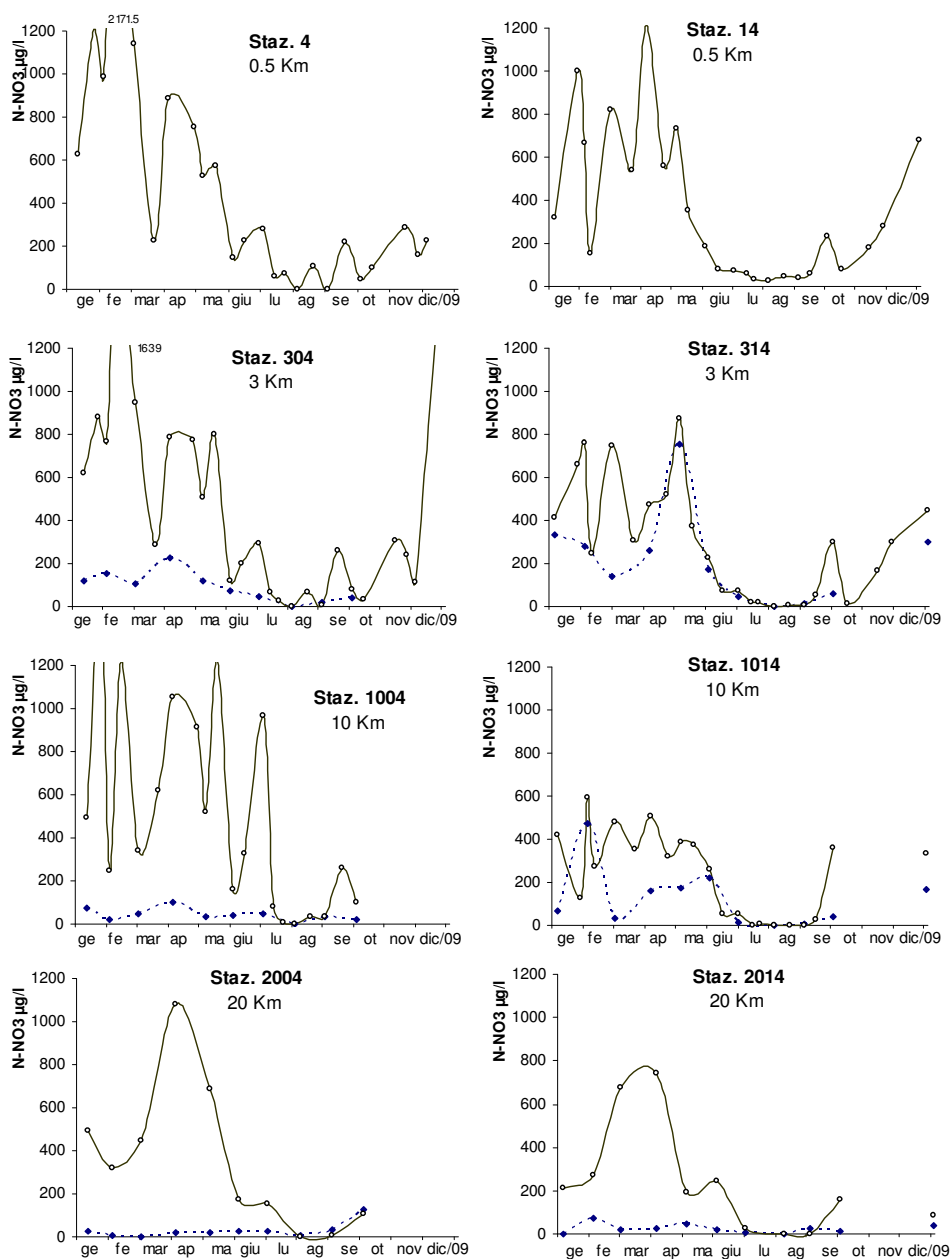 2171.5
Staz. 4
0.5 Km
N-NO3 µg/l
1200
1000
800
600
400
200
0
ge fe mar ap ma giu lu ag se ot nov dic/09
Staz. 14
0.5 Km
N-NO3 µg/l
1200
1000
800
600
400
200
0
ge fe mar ap ma giu lu ag se ot nov dic/09
1639
Staz. 304
3 Km
N-NO3 µg/l
1200
1000
800
600
400
200
0
ge fe mar ap ma giu lu ag se ot nov dic/09
Staz. 314
3 Km
N-NO3 µg/l
1200
1000
800
600
400
200
0
ge fe mar ap ma giu lu ag se ot nov dic/09
Staz. 1004
10 Km
N-NO3 µg/l
1200
1000
800
600
400
200
0
ge fe mar ap ma giu lu ag se ot nov dic/09
Staz. 1014
10 Km
N-NO3 µg/l
1200
1000
800
600
400
200
0
ge fe mar ap ma giu lu ag se ot nov dic/09
Staz. 2004
20 Km
N-NO3 µg/l
1200
1000
800
600
400
200
0
ge fe mar ap ma giu lu ag se ot nov dic/09
Staz. 2014
20 Km
N-NO3 µg/l
1200
1000
800
600
400
200
0
ge fe mar ap ma giu lu ag se ot nov dic/09